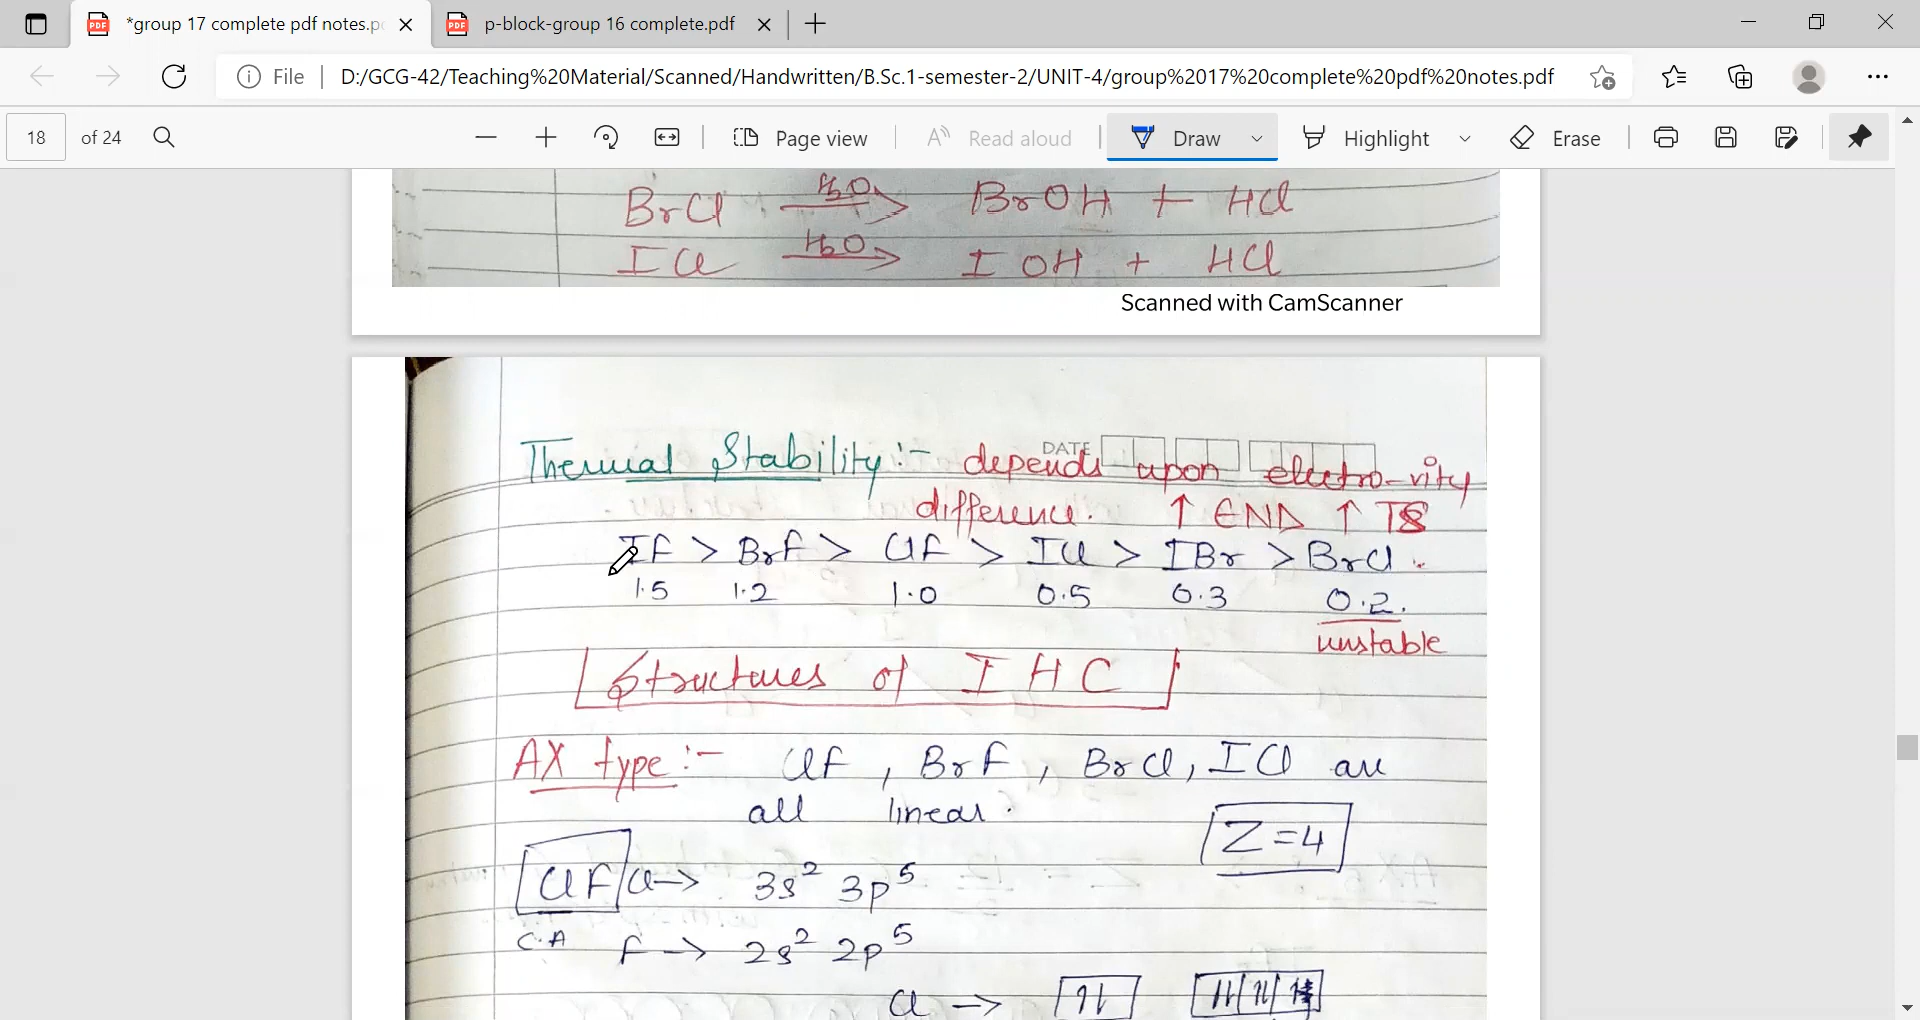 *group 17 complete pdf notes.p
p-block-group 16 complete.pdf
File
D:/GCG-42/Teaching%20Material/Scanned/Handwritten/B.Sc.1-semester-2/UNIT-4/group%2017%20complete%20pdf%20notes.pdf
18 of 24
Page view
Read aloud
Draw
Highlight
Erase
BrCl H2O→ BrOH + HCl
ICl H2O→ IOH + HCl
Scanned with CamScanner
DATE
Thermal Stability :- depends upon electro-vity
difference. ↑ END ↑ TS
IF > BrF > ClF > ICl > IBr > BrCl.
1.5 1.2 1.0 0.5 0.3 0.2.
unstable
Structures of IHC
AX type :- ClF, BrF, BrCl, ICl are
all linear.
Z=4
ClF Cl → 3s² 3p⁵
C.A F → 2s² 2p⁵
Cl →